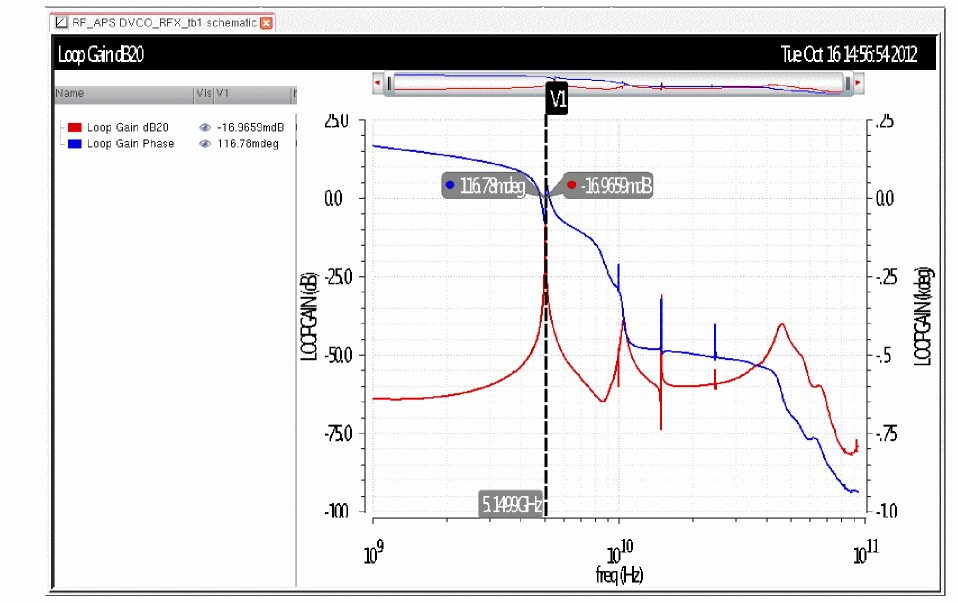 RF_APS DVCO_RFX_tb1 schematic
Loop Gain dB20 Tue Oct 16 14:56:54 2012
Name Vis V1
Loop Gain dB20 -16.9659mdB
Loop Gain Phase 116.78mdeg
V1
25.0 .25
116.78mdeg -16.9659mdB
0.0 0.0
-25.0 -.25
LOOPGAIN (dB) LOOPGAIN (kdeg)
-50.0 -.5
-75.0 -.75
5.1499GHz
-100 -1.0
10^9 10^10 10^11
freq (Hz)